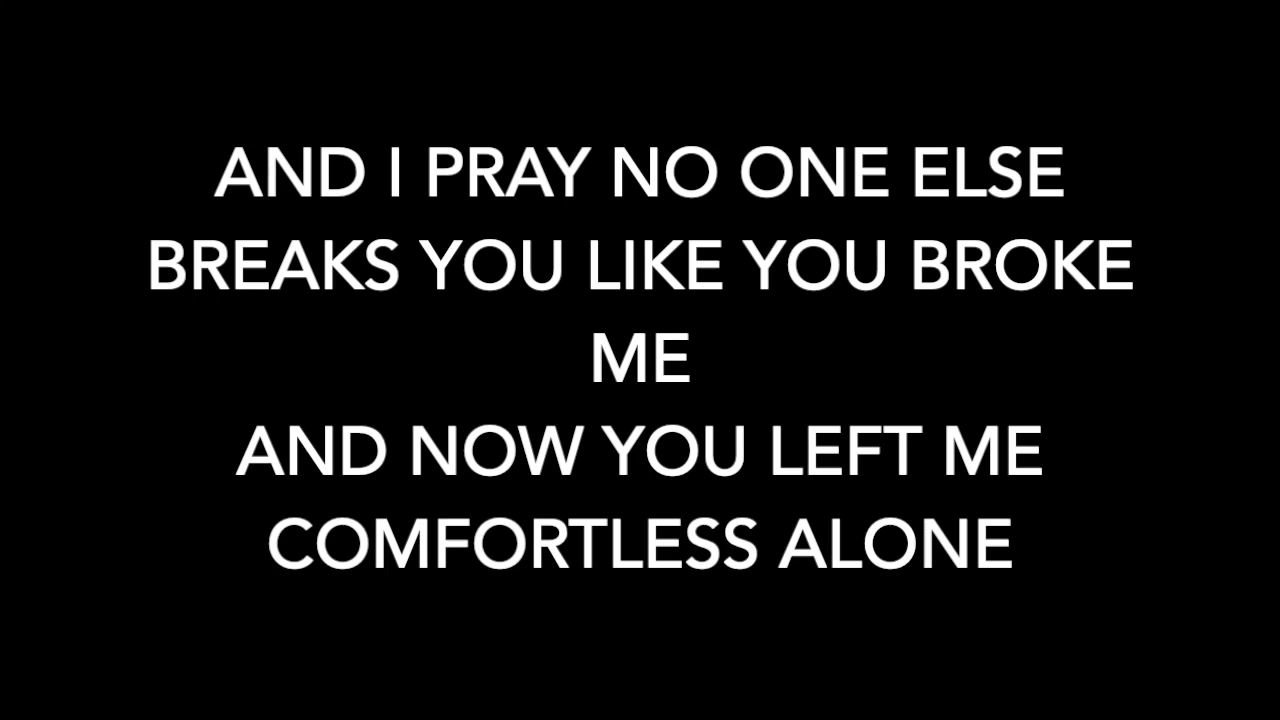 AND I PRAY NO ONE ELSE
BREAKS YOU LIKE YOU BROKE
ME
AND NOW YOU LEFT ME
COMFORTLESS ALONE